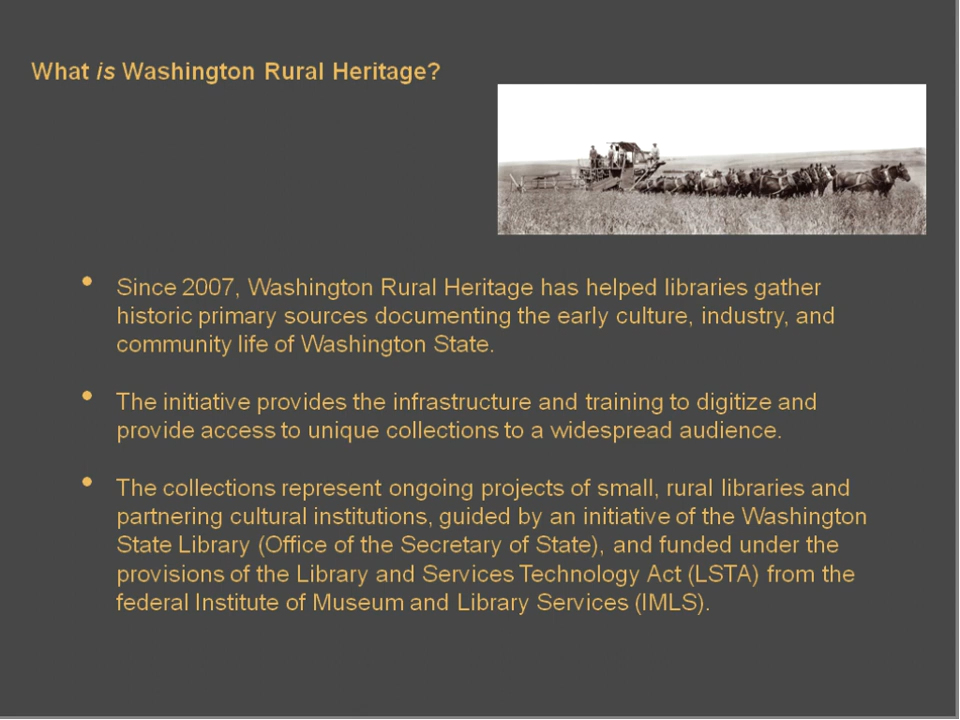 What is Washington Rural Heritage?
• Since 2007, Washington Rural Heritage has helped libraries gather
historic primary sources documenting the early culture, industry, and
community life of Washington State.
• The initiative provides the infrastructure and training to digitize and
provide access to unique collections to a widespread audience.
• The collections represent ongoing projects of small, rural libraries and
partnering cultural institutions, guided by an initiative of the Washington
State Library (Office of the Secretary of State), and funded under the
provisions of the Library and Services Technology Act (LSTA) from the
federal Institute of Museum and Library Services (IMLS).